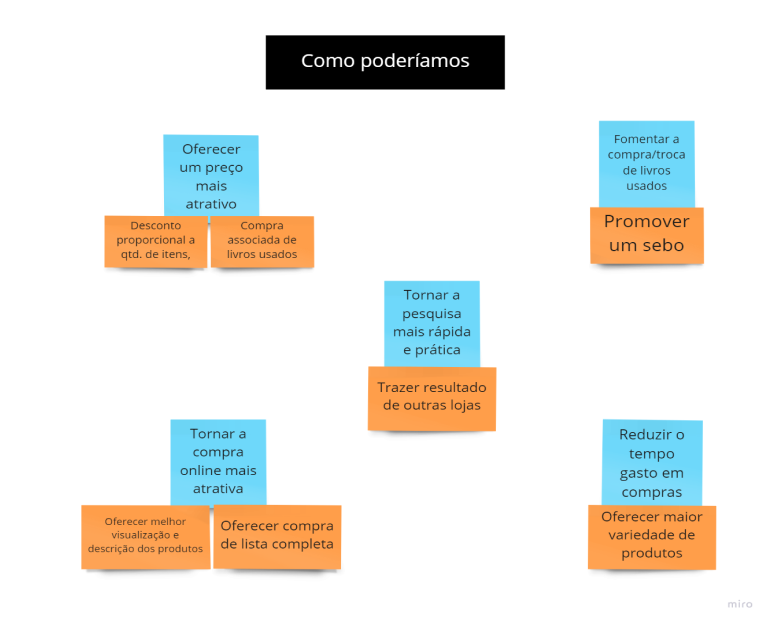 Como poderíamos
Oferecer
um preço
mais
atrativo
Desconto
proporcional a
qtd. de itens,
Compra
associada de
livros usados
Fomentar a
compra/troca
de livros
usados
Promover
um sebo
Tornar a
pesquisa
mais rápida
e prática
Trazer resultado
de outras lojas
Tornar a
compra
online mais
atrativa
Oferecer melhor
visualização e
descrição dos produtos
Oferecer compra
de lista completa
Reduzir o
tempo
gasto em
compras
Oferecer maior
variedade de
produtos
miro